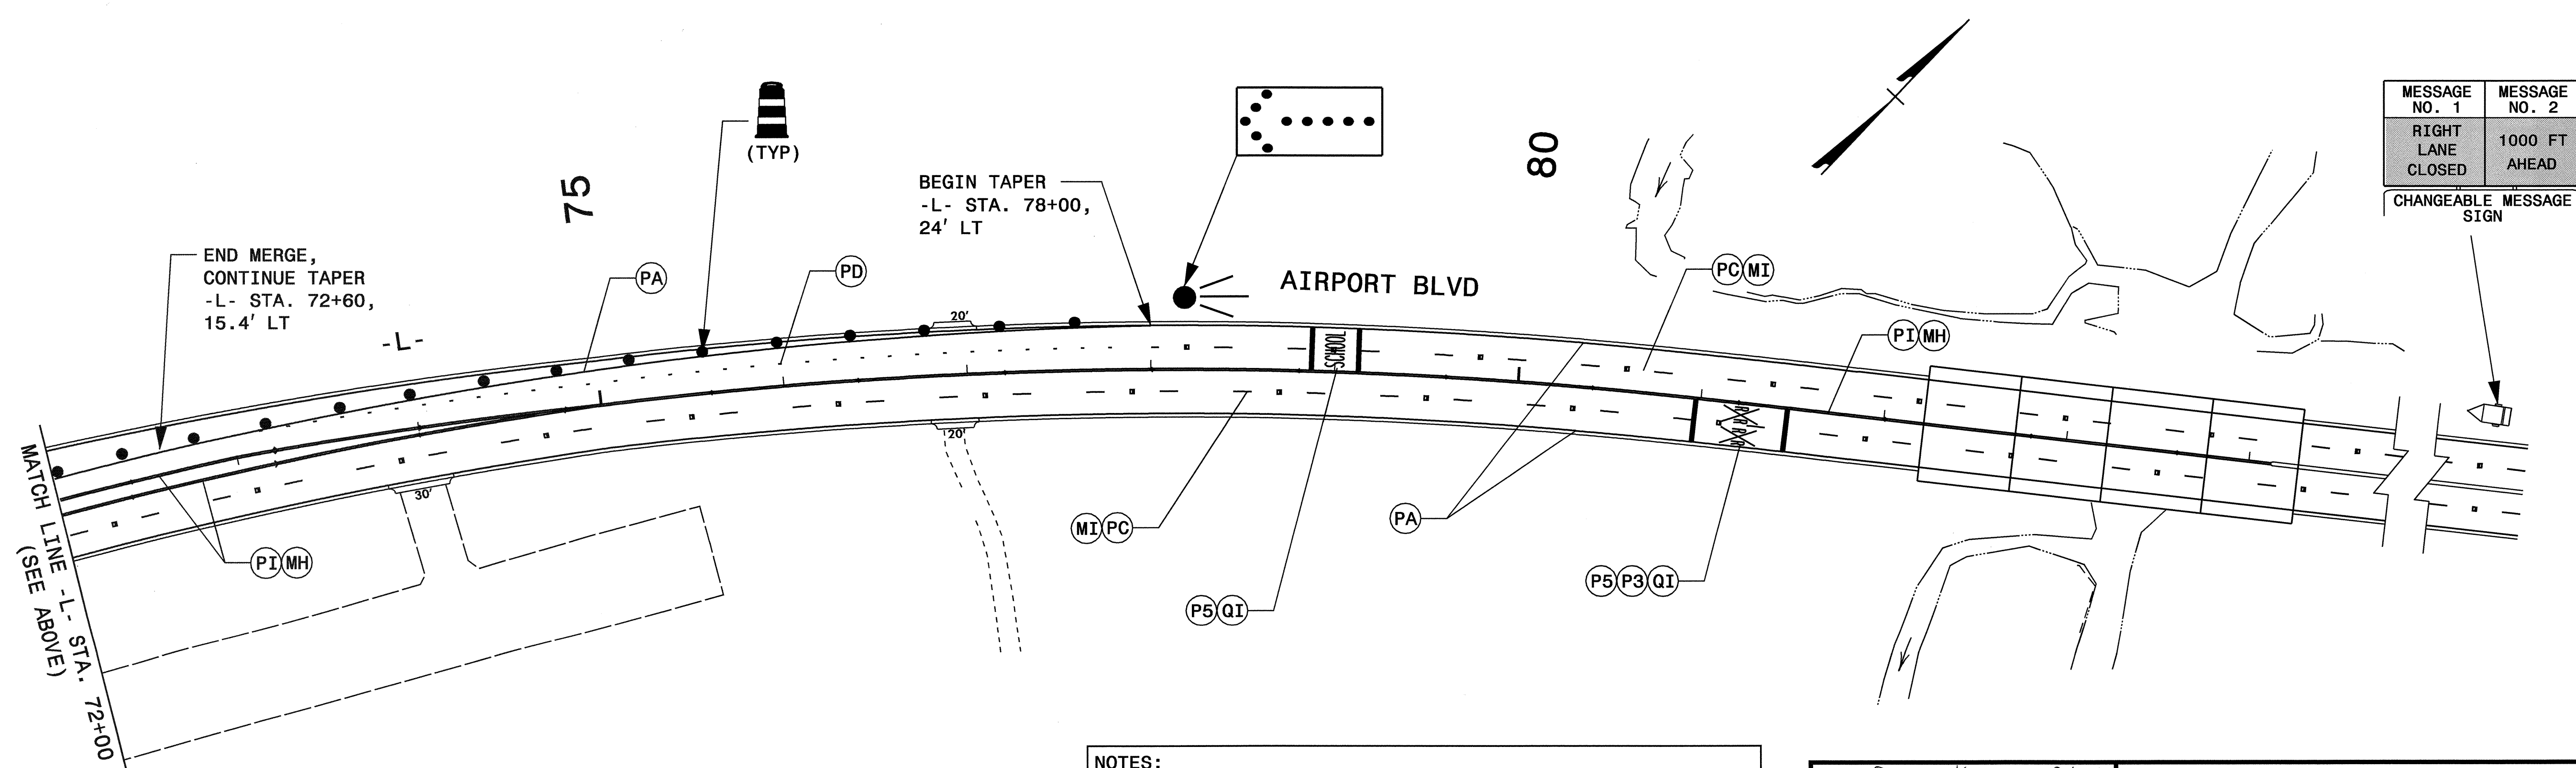 MESSAGE NO. 1
MESSAGE NO. 2
RIGHT LANE CLOSED
1000 FT AHEAD
CHANGEABLE MESSAGE SIGN
(TYP)
80
75
BEGIN TAPER
-L- STA. 78+00,
24' LT
END MERGE,
CONTINUE TAPER
-L- STA. 72+60,
15.4' LT
PA
PD
AIRPORT BLVD
PC MI
PI MH
-L-
20'
SCHOOL
20'
RR RR
30'
MATCH LINE -L- STA. 72+00
(SEE ABOVE)
PI MH
MI PC
PA
P5 QI
P5 P3 QI
NOTES: